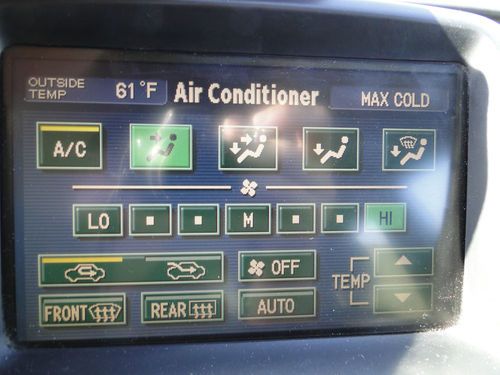 OUTSIDE TEMP 61°F Air Conditioner MAX COLD
A/C
LO M HI
OFF
TEMP
FRONT REAR AUTO